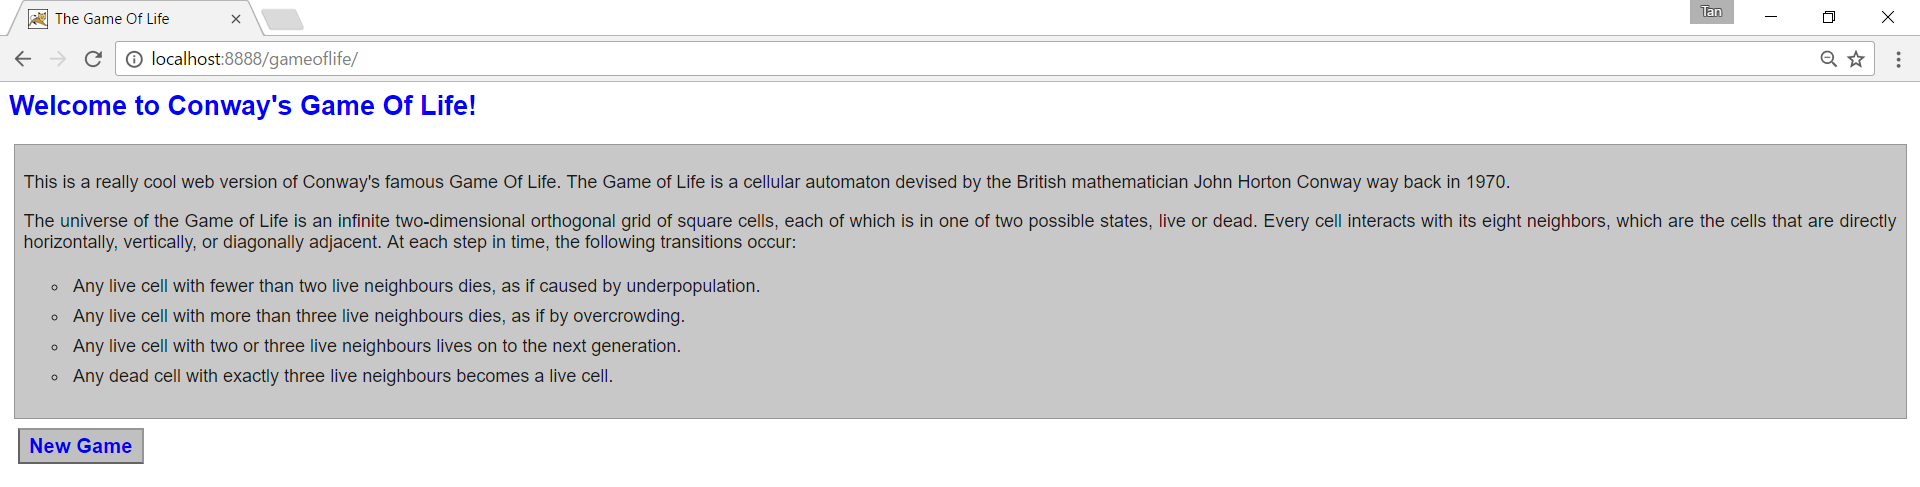 The Game Of Life
Tan
localhost:8888/gameoflife/
Welcome to Conway's Game Of Life!
This is a really cool web version of Conway's famous Game Of Life. The Game of Life is a cellular automaton devised by the British mathematician John Horton Conway way back in 1970.
The universe of the Game of Life is an infinite two-dimensional orthogonal grid of square cells, each of which is in one of two possible states, live or dead. Every cell interacts with its eight neighbors, which are the cells that are directly
horizontally, vertically, or diagonally adjacent. At each step in time, the following transitions occur:
Any live cell with fewer than two live neighbours dies, as if caused by underpopulation.
Any live cell with more than three live neighbours dies, as if by overcrowding.
Any live cell with two or three live neighbours lives on to the next generation.
Any dead cell with exactly three live neighbours becomes a live cell.
New Game